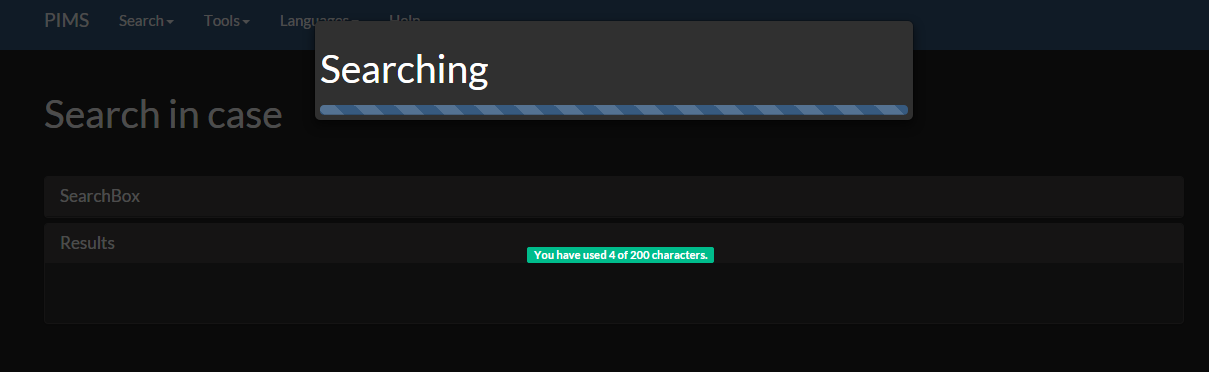 PIMS Search Tools Languages Help
Searching
Search in case
SearchBox
Results
You have used 4 of 200 characters.